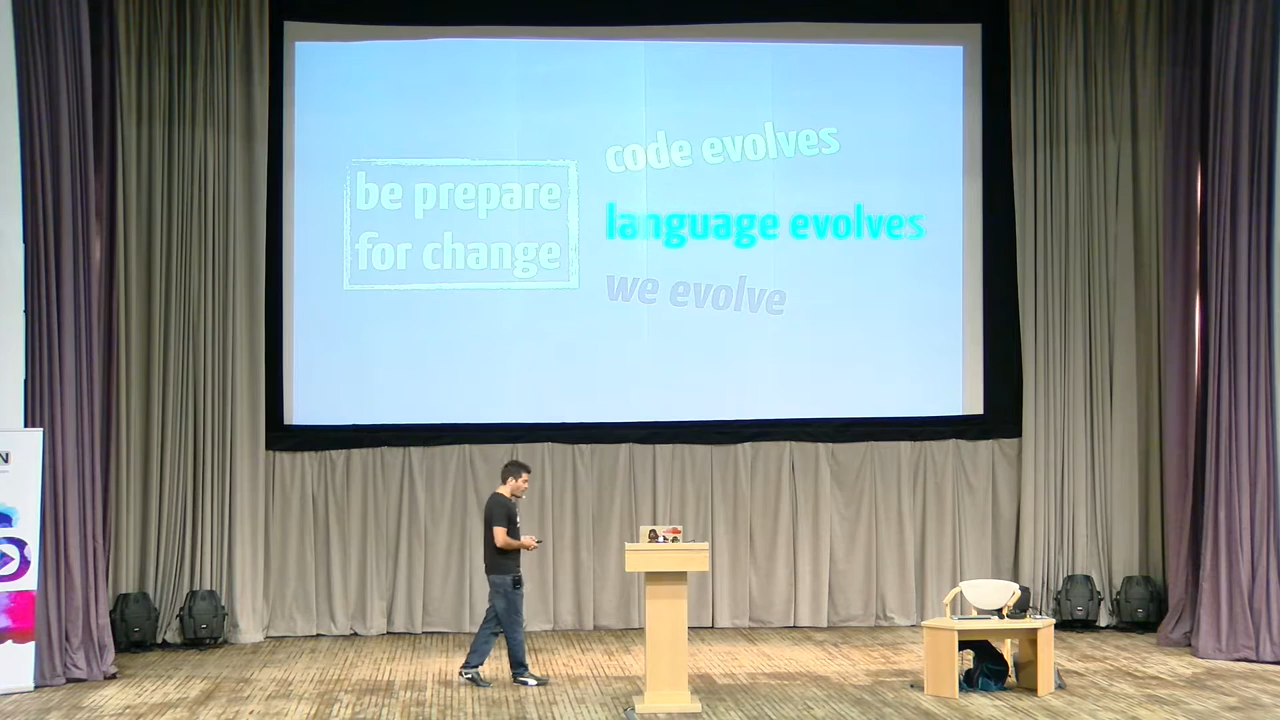 be prepare
for change
code evolves
language evolves
we evolve
N